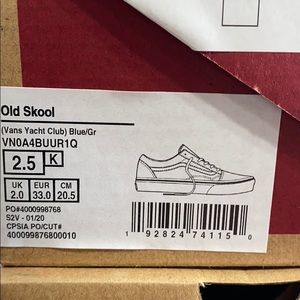 Old Skool
(Vans Yacht Club) Blue/Gr
VN0A4BUUR1Q
2.5 K
UK EUR CM
2.0 33.0 20.5
PO#4000998768
S2V - 01/20
CPSIA PO/CUT#
400099876800010
1 92824 74115 0